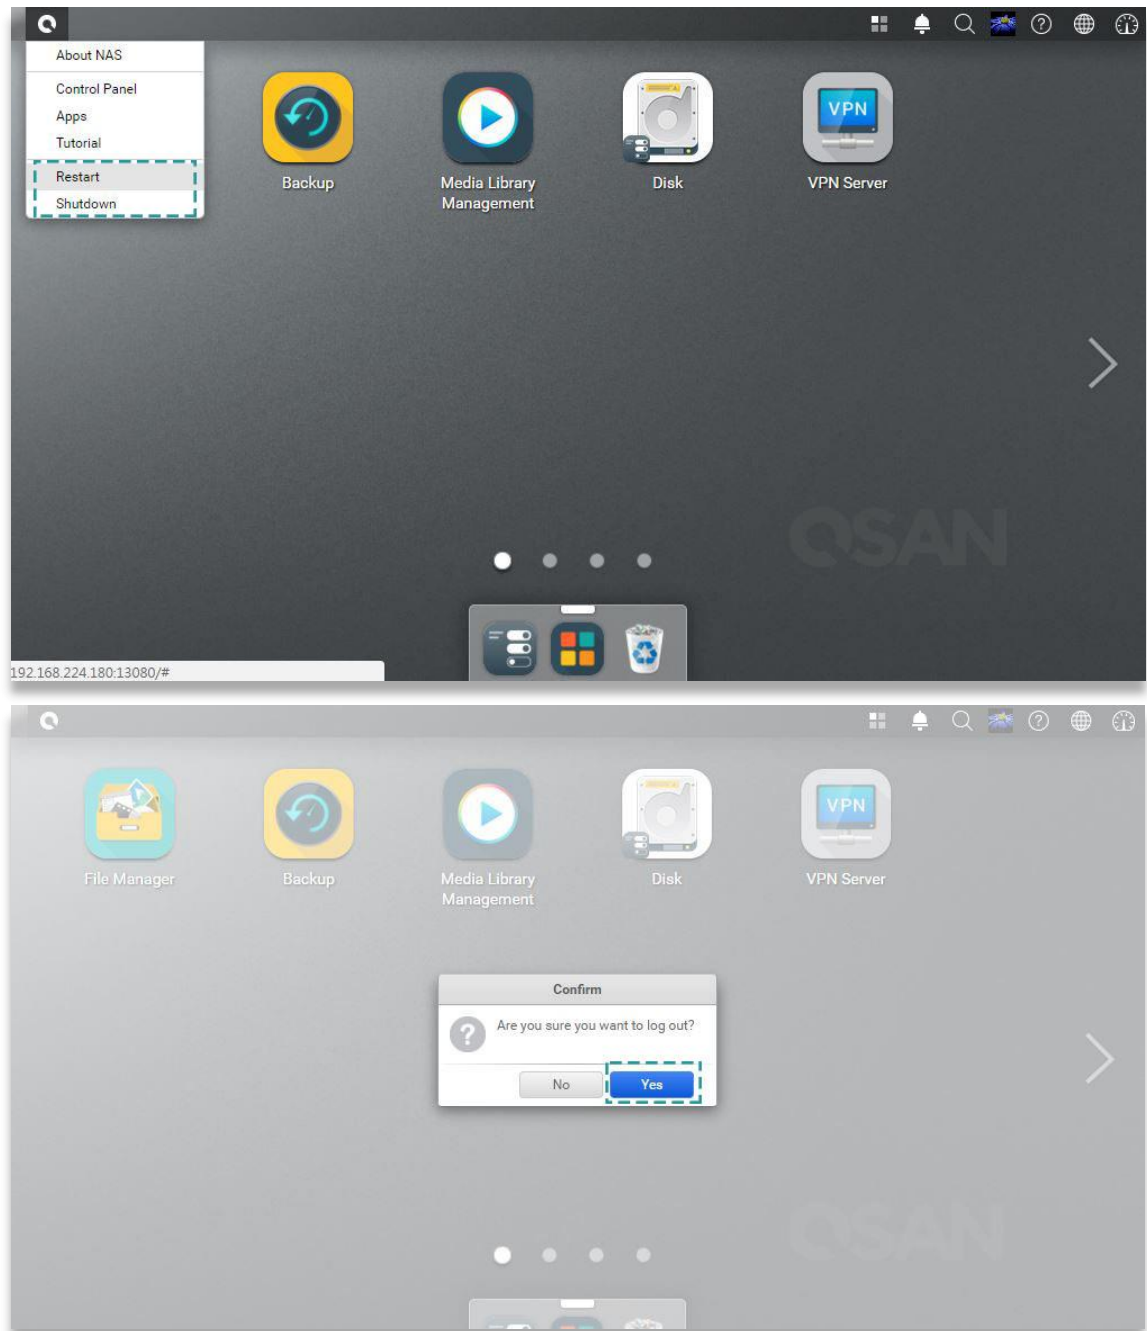 About NAS
Control Panel
Apps
Tutorial
Restart
Shutdown
Backup
Media Library
Management
Disk
VPN
VPN Server
QSAN
192.168.224.180:13080/#
File Manager
Backup
Media Library
Management
Disk
VPN
VPN Server
Confirm
Are you sure you want to log out?
No
Yes
QSAN